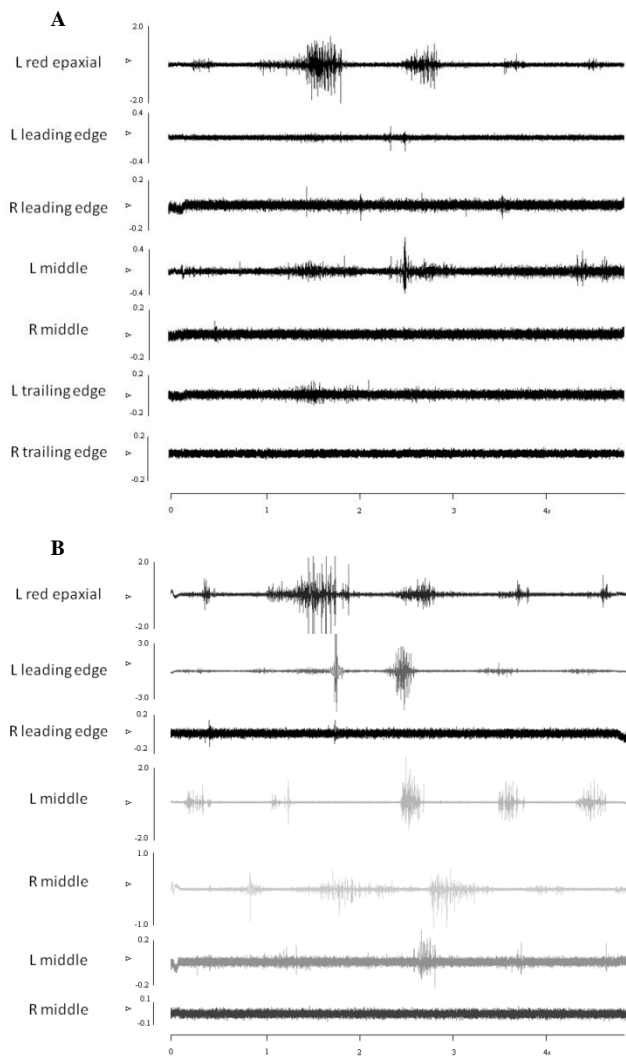 A
2.0
L red epaxial
-2.0
0.4
L leading edge
-0.4
0.2
R leading edge
-0.2
0.4
L middle
-0.4
0.2
R middle
-0.2
0.2
L trailing edge
-0.2
0.2
R trailing edge
-0.2
0 1 2 3 4s
B
2.0
L red epaxial
-2.0
3.0
L leading edge
-3.0
0.2
R leading edge
-0.2
2.0
L middle
-2.0
1.0
R middle
-1.0
0.2
L middle
-0.2
0.1
R middle
-0.1
0 1 2 3 4s